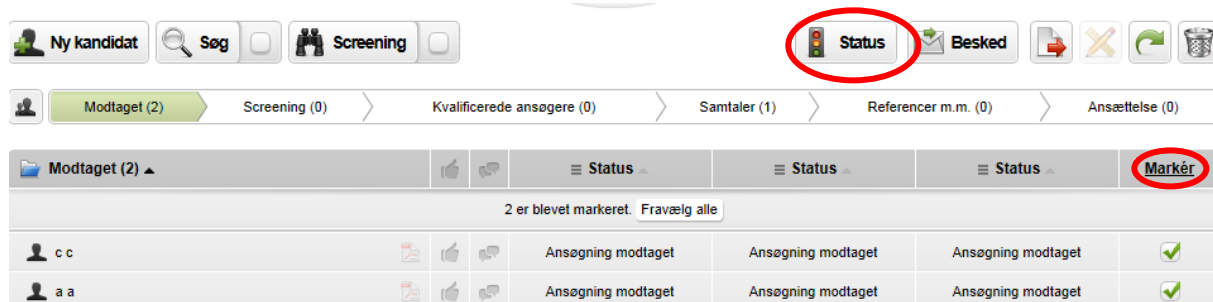 Ny kandidat Søg Screening Status Besked
Modtaget (2) Screening (0) Kvalificerede ansøgere (0) Samtaler (1) Referencer m.m. (0) Ansættelse (0)
Modtaget (2) Status Status Status Markér
2 er blevet markeret. Fravælg alle
c c Ansøgning modtaget Ansøgning modtaget Ansøgning modtaget
a a Ansøgning modtaget Ansøgning modtaget Ansøgning modtaget